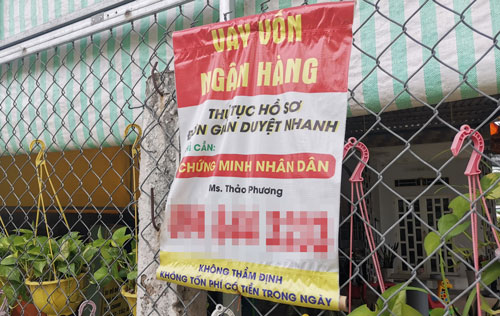 VAY VỐN
NGÂN HÀNG
THỦ TỤC HỒ SƠ
GIẢN DUYỆT NHANH
CẦN:
CHỨNG MINH NHÂN DÂN
Ms. Thảo Phương
KHÔNG THẨM ĐỊNH
KHÔNG TỐN PHÍ CÓ TIỀN TRONG NGÀY